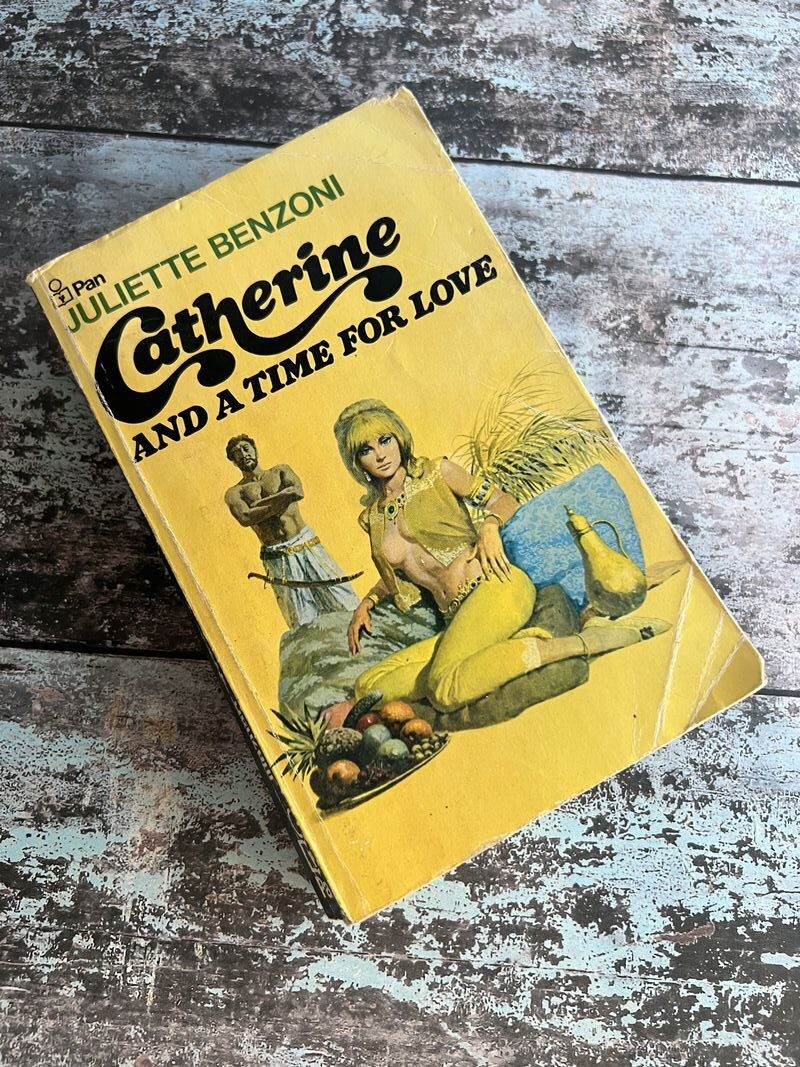 Pan
JULIETTE BENZONI
Catherine
AND A TIME FOR LOVE